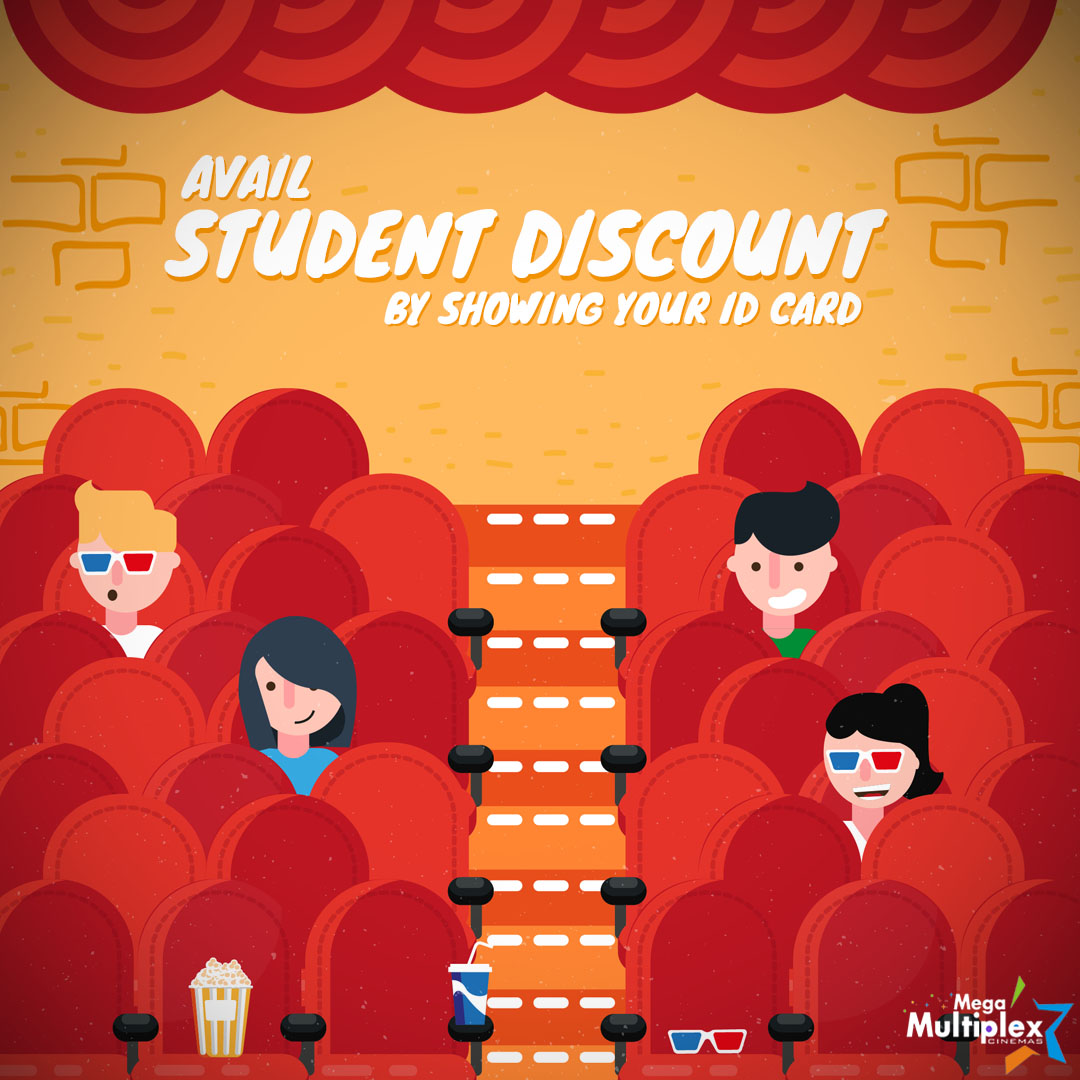 AVAIL
STUDENT DISCOUNT
BY SHOWING YOUR ID CARD
Mega
Multiplex
CINEMAS